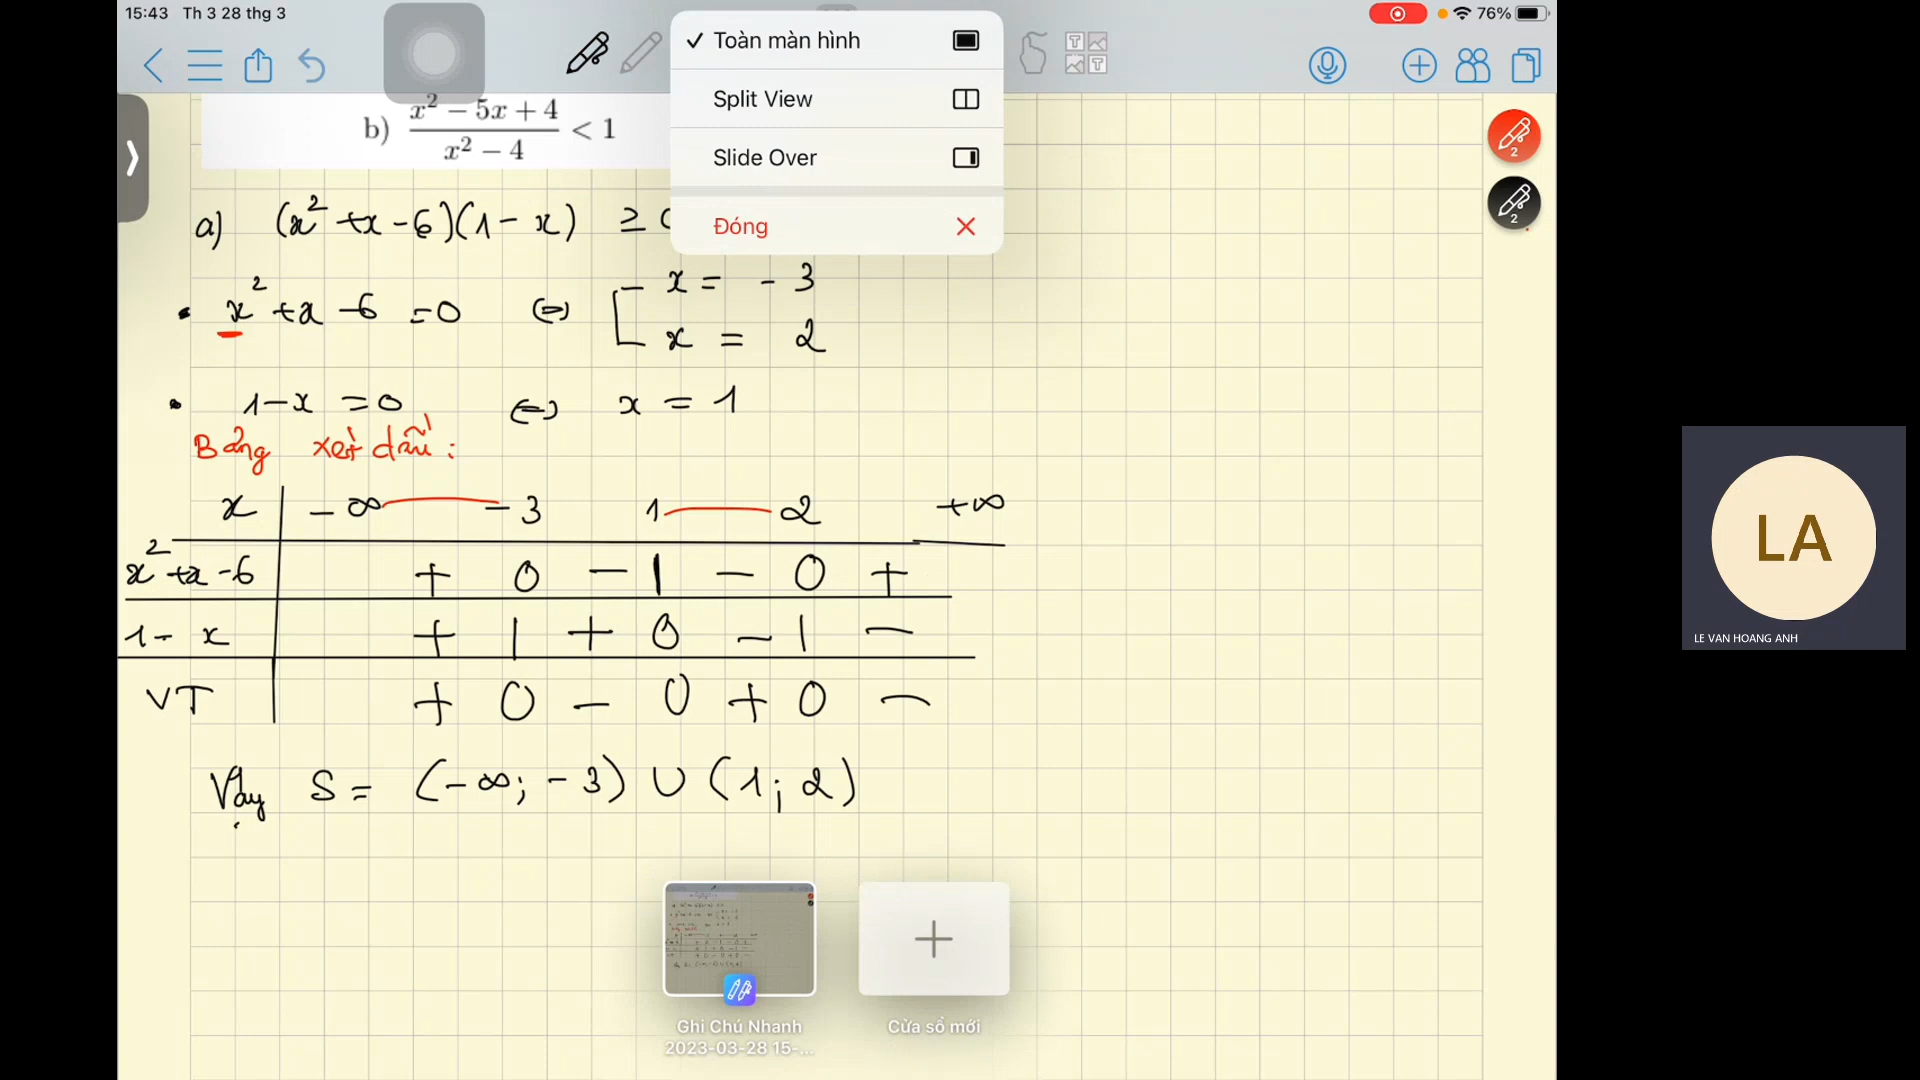 15:43 Th 3 28 thg 3
76%
✓ Toàn màn hình
Split View
Slide Over
Đóng
b) (x² − 5x + 4)/(x² − 4) < 1
a) (x² + x − 6)(1 − x) ≥
• x² + x − 6 = 0 ⇔ [ x = −3
x = 2
• 1 − x = 0 ⇔ x = 1
Bảng xét dấu:
x | −∞ −3 1 2 +∞
x² + x − 6 | + 0 − | − 0 +
1 − x | + | + 0 − | −
VT | + 0 − 0 + 0 −
Vậy S = (−∞; −3) ∪ (1; 2)
2
2
LA
LE VAN HOANG ANH
Ghi Chú Nhanh
2023-03-28 15-...
Cửa sổ mới